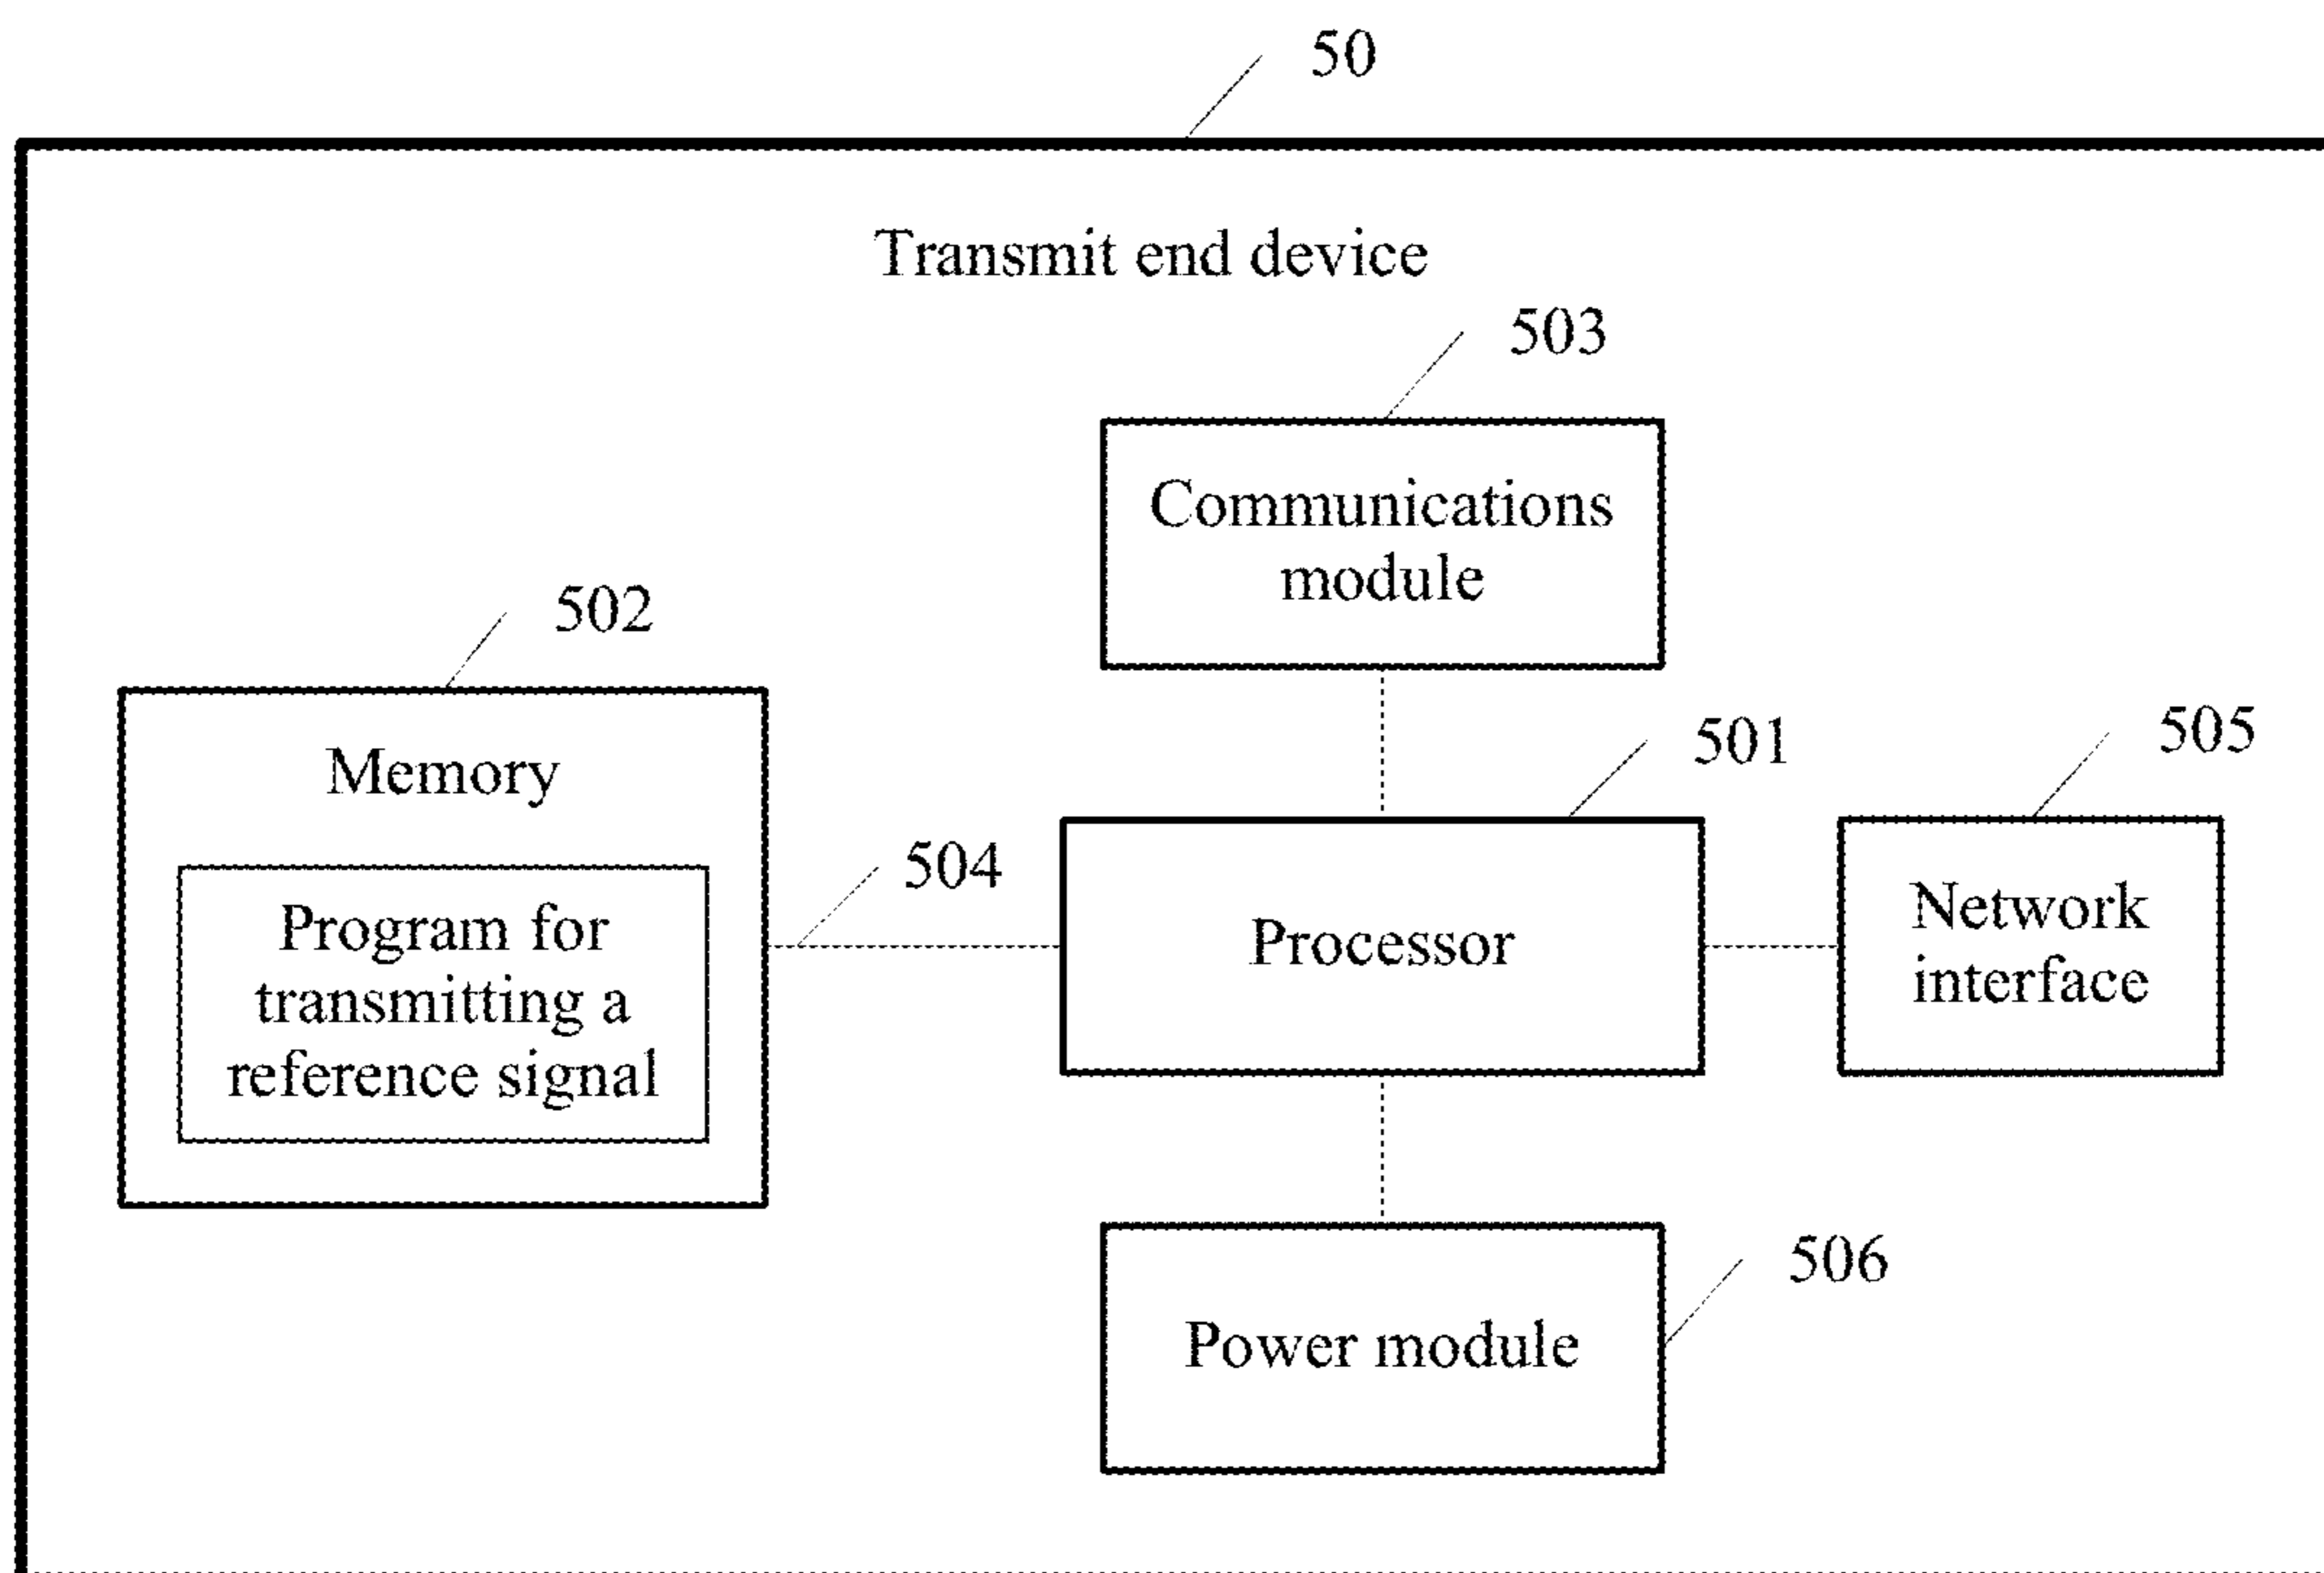 50
Transmit end device
503
Communications
module
502
501
505
Memory
504
Program for
transmitting a
reference signal
Processor
Network
interface
506
Power module